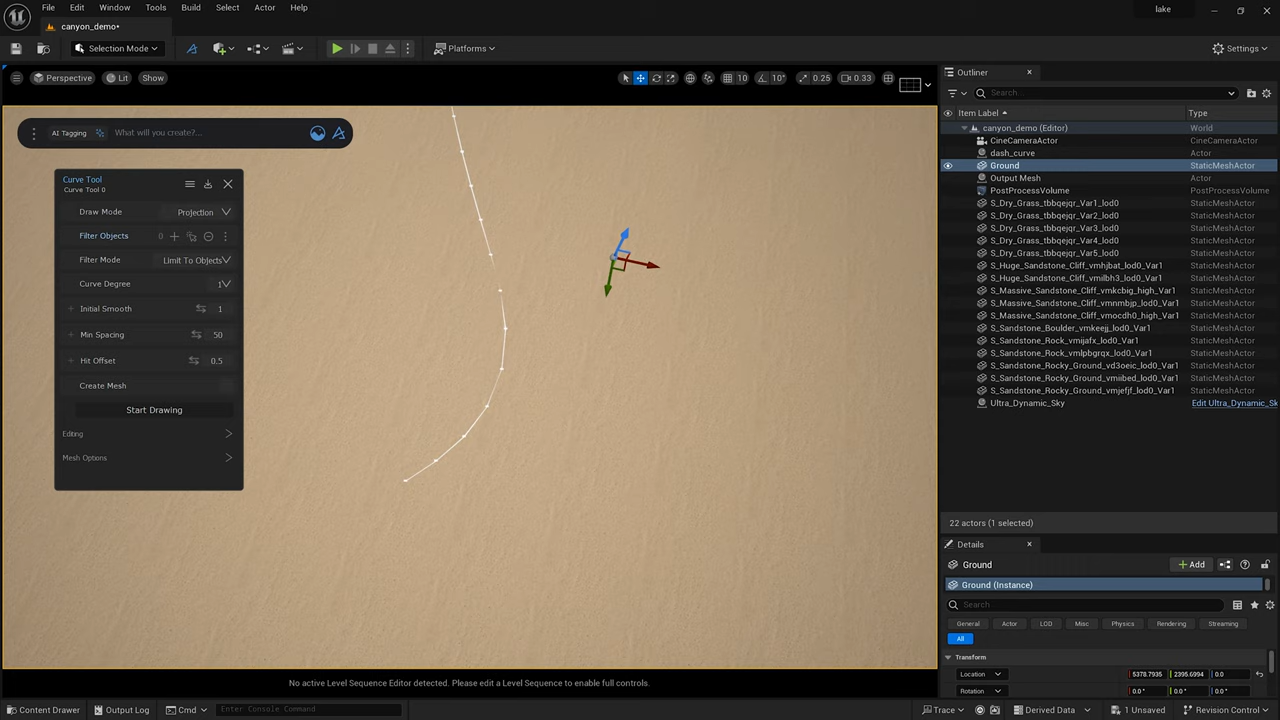 File Edit Window Tools Build Select Actor Help
lake
canyon_demo•
Selection Mode
Platforms
Settings
Perspective Lit Show
10 10° 0.25 0.33
AI Tagging What will you create?...
Curve Tool
Curve Tool 0
Draw Mode Projection
Filter Objects 0
Filter Mode Limit To Objects
Curve Degree 1
Initial Smooth 1
Min Spacing 50
Hit Offset 0.5
Create Mesh
Start Drawing
Editing
Mesh Options
No active Level Sequence Editor detected. Please edit a Level Sequence to enable full controls.
Outliner
Search...
Item Label Type
canyon_demo (Editor) World
CineCameraActor CineCameraActor
dash_curve Actor
Ground StaticMeshActor
Output Mesh Actor
PostProcessVolume PostProcessVolume
S_Dry_Grass_tbbqejqr_Var1_lod0 StaticMeshActor
S_Dry_Grass_tbbqejqr_Var2_lod0 StaticMeshActor
S_Dry_Grass_tbbqejqr_Var3_lod0 StaticMeshActor
S_Dry_Grass_tbbqejqr_Var4_lod0 StaticMeshActor
S_Dry_Grass_tbbqejqr_Var5_lod0 StaticMeshActor
S_Huge_Sandstone_Cliff_vmhjbat_lod0_Var1 StaticMeshActor
S_Huge_Sandstone_Cliff_vmilbh3_lod0_Var1 StaticMeshActor
S_Massive_Sandstone_Cliff_vmkcbig_high_Var1 StaticMeshActor
S_Massive_Sandstone_Cliff_vmnmbjp_lod0_Var1 StaticMeshActor
S_Massive_Sandstone_Cliff_vmocdh0_high_Var1 StaticMeshActor
S_Sandstone_Boulder_vmkeejj_lod0_Var1 StaticMeshActor
S_Sandstone_Rock_vmijafx_lod0_Var1 StaticMeshActor
S_Sandstone_Rock_vmlpbgrqx_lod0_Var1 StaticMeshActor
S_Sandstone_Rocky_Ground_vd3oeic_lod0_Var1 StaticMeshActor
S_Sandstone_Rocky_Ground_vmiibed_lod0_Var1 StaticMeshActor
S_Sandstone_Rocky_Ground_vmjefjf_lod0_Var1 StaticMeshActor
Ultra_Dynamic_Sky Edit Ultra_Dynamic_Sk
22 actors (1 selected)
Details
Ground Add
Ground (Instance)
Search
General Actor LOD Misc Physics Rendering Streaming
All
Transform
Location 5378.7935 2395.6994 0.0
Rotation 0.0° 0.0° 0.0°
Content Drawer Output Log Cmd Enter Console Command Trace Derived Data 1 Unsaved Revision Control